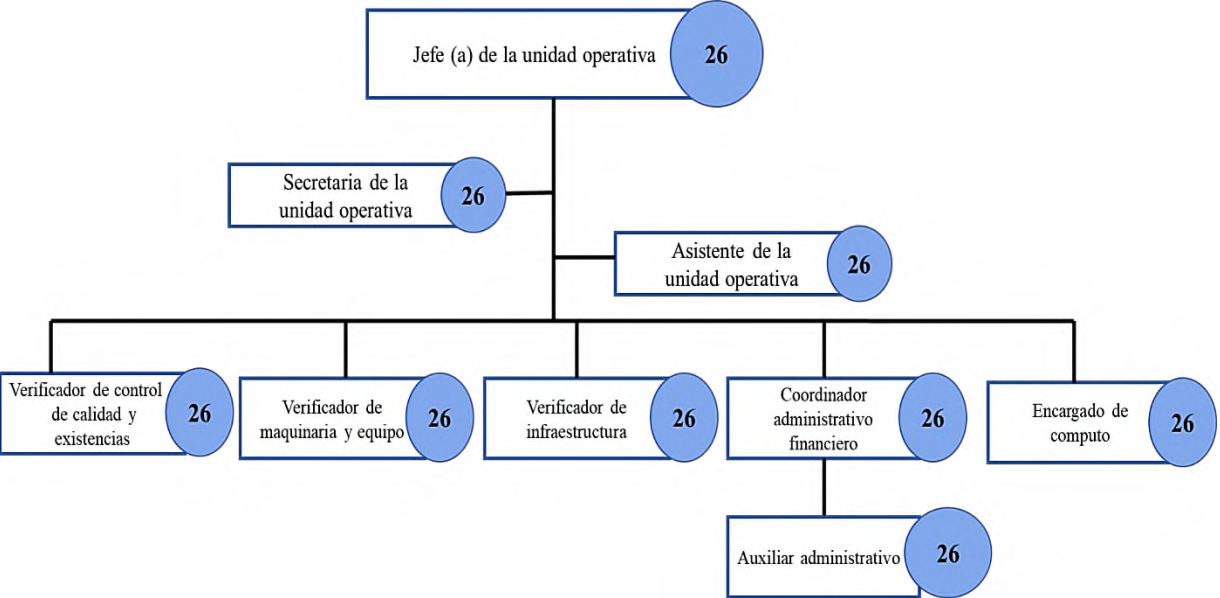 Jefe (a) de la unidad operativa
26
Secretaria de la
unidad operativa
26
Asistente de la
unidad operativa
26
Verificador de control
de calidad y
existencias
26
Verificador de
maquinaria y equipo
26
Verificador de
infraestructura
26
Coordinador
administrativo
financiero
26
Encargado de
computo
26
Auxiliar administrativo
26